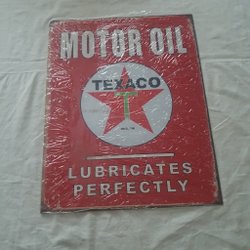 MOTOR OIL
TEXACO
LUBRICATES
PERFECTLY